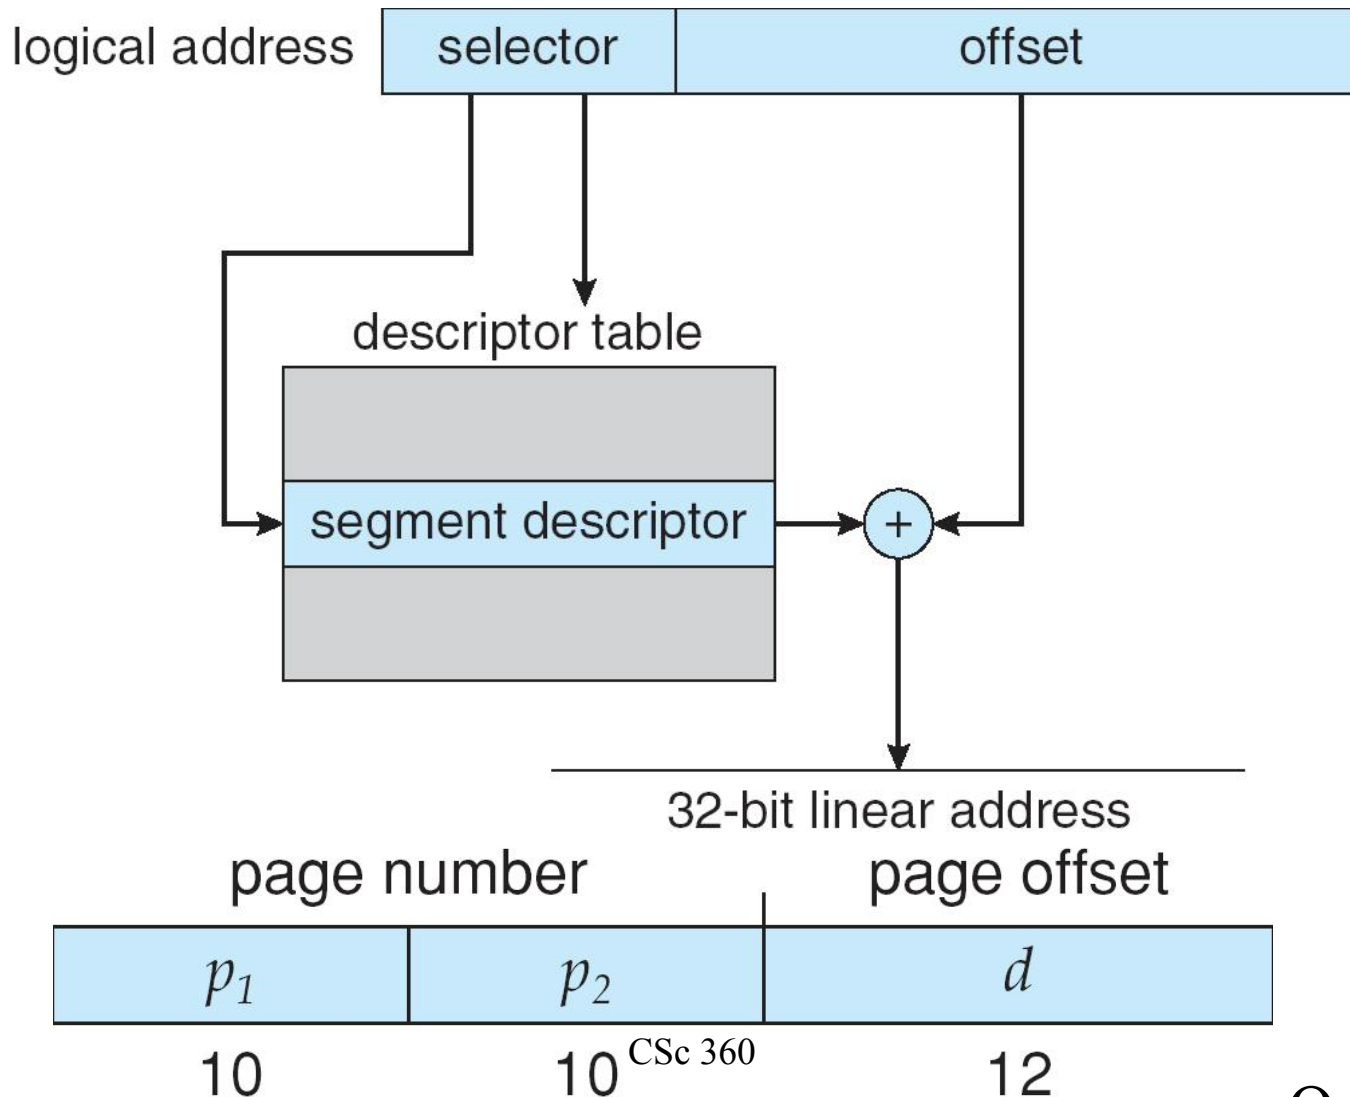 logical address selector offset
descriptor table
segment descriptor +
32-bit linear address
page number page offset
p1 p2 d
10 10 12
CSc 360